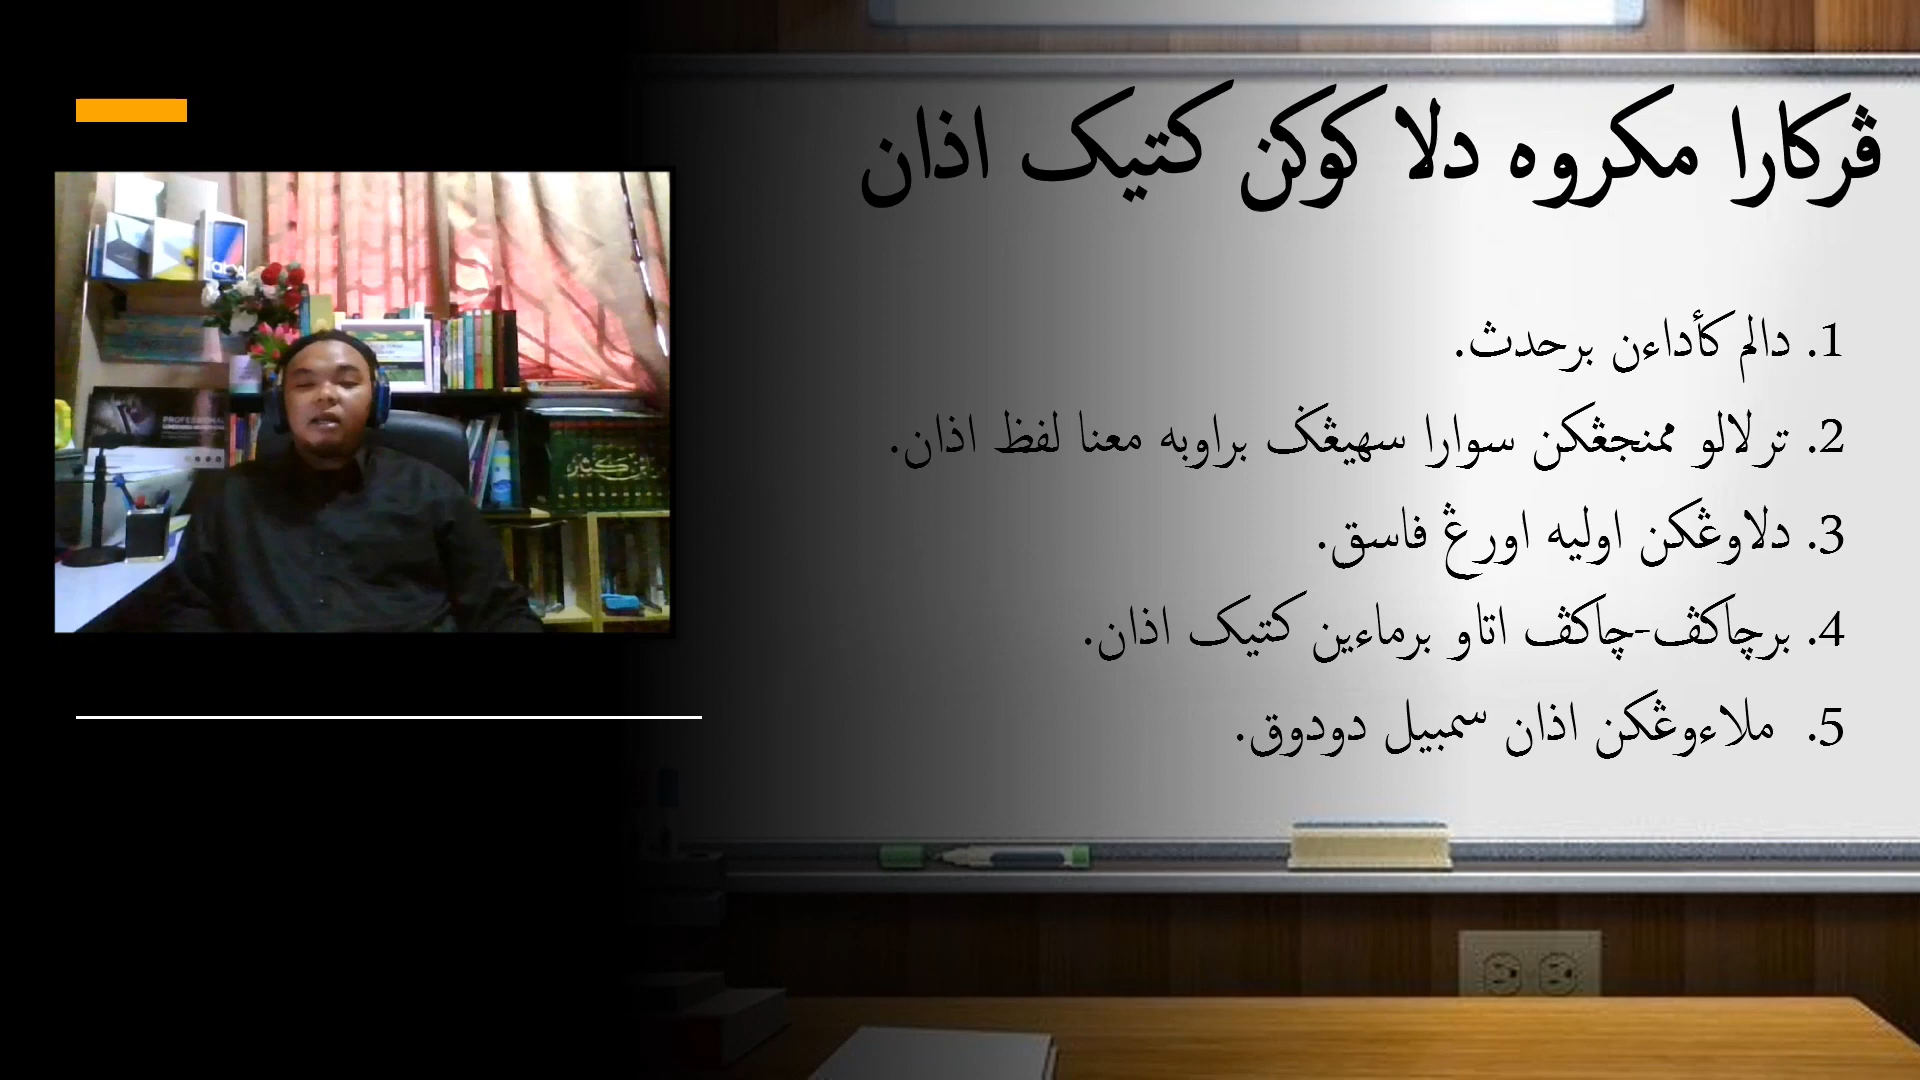 ڤركارا مكروه دلاكوكن كتيک اذان
1. دالم كأداءن برحدث.
2. ترلالو ممنجڠكن سوارا سهيڠݢ براوبه معنا لفظ اذان.
3. دلاوڠكن اوليه اورڠ فاسق.
4. برچاكڤ-چاكڤ اتاو برماءين كتيک اذان.
5. ملاءوڠكن اذان سمبيل دودوق.
PROFESSIONAL